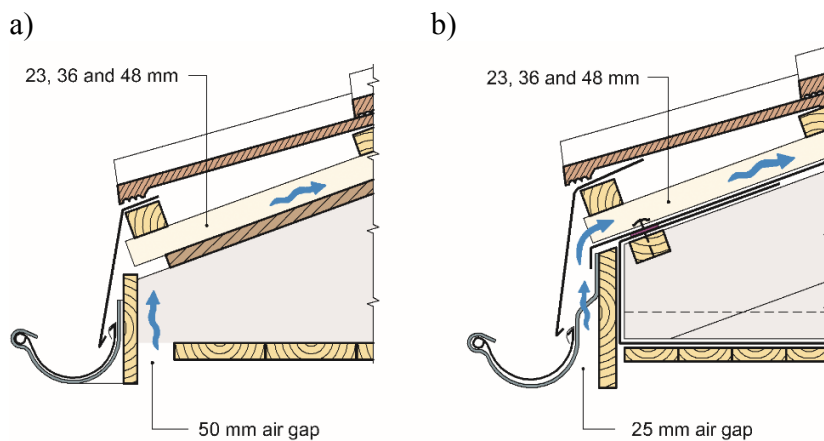 a)
b)
23, 36 and 48 mm
23, 36 and 48 mm
50 mm air gap
25 mm air gap